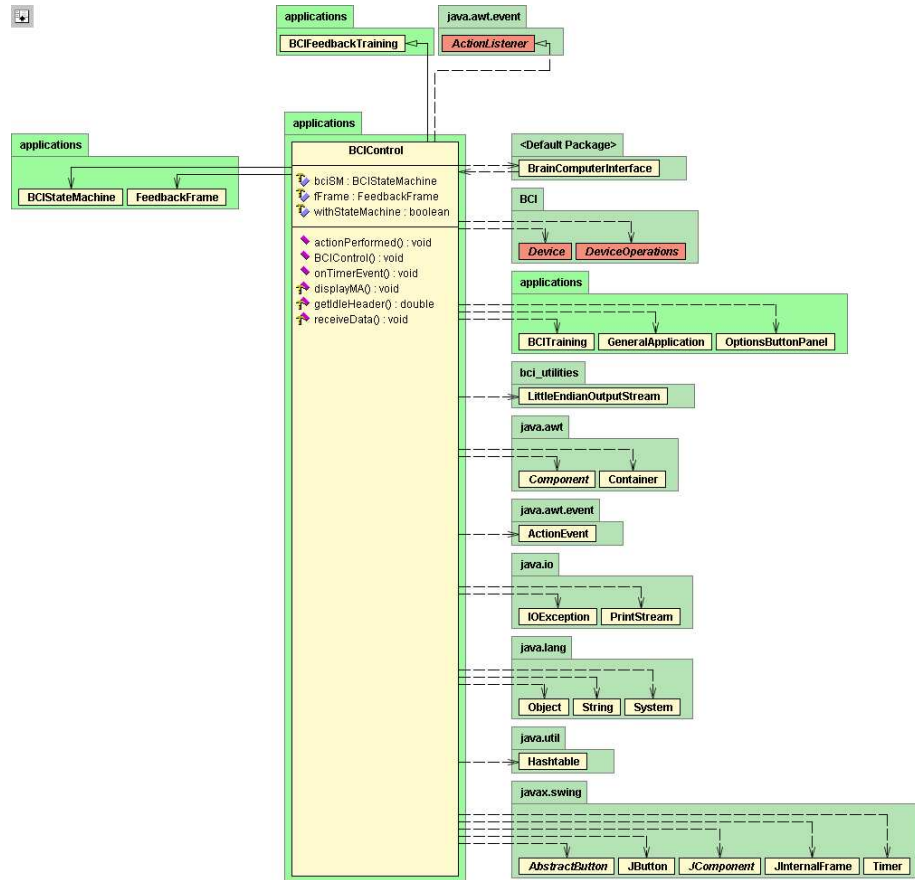 applications
java.awt.event
BCIFeedbackTraining
ActionListener
applications
applications
BCIControl
<Default Package>
BrainComputerInterface
BCIStateMachine
FeedbackFrame
bciSM : BCIStateMachine
fFrame : FeedbackFrame
withStateMachine : boolean
BCI
Device
DeviceOperations
actionPerformed() : void
BCIControl() : void
onTimerEvent() : void
displayMA() : void
getIdleHeader() : double
receiveData() : void
applications
BCITraining
GeneralApplication
OptionsButtonPanel
bci_utilities
LittleEndianOutputStream
java.awt
Component
Container
java.awt.event
ActionEvent
java.io
IOException
PrintStream
java.lang
Object
String
System
java.util
Hashtable
javax.swing
AbstractButton
JButton
JComponent
JInternalFrame
Timer